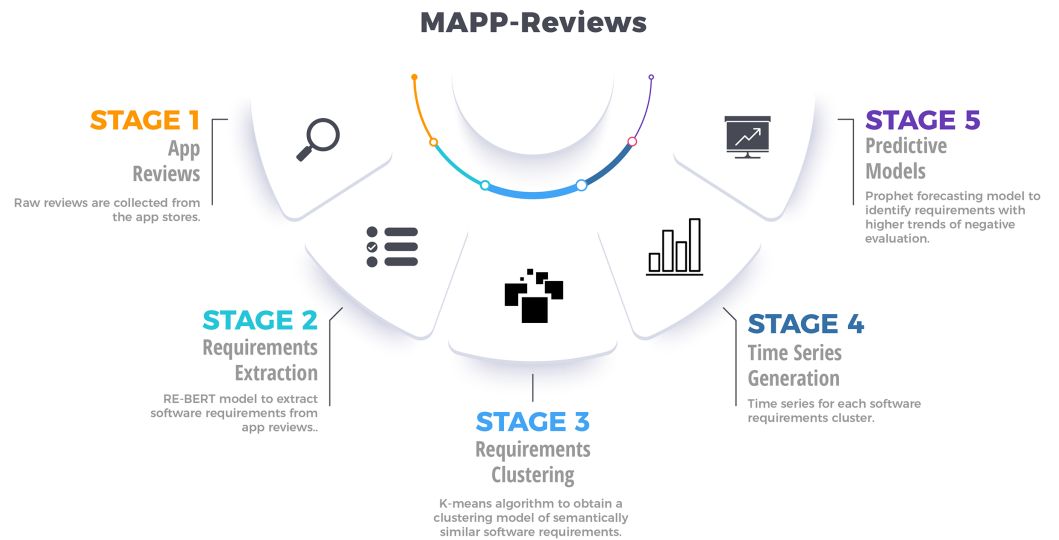 MAPP-Reviews
STAGE 1
App
Reviews
Raw reviews are collected from
the app stores.
STAGE 2
Requirements
Extraction
RE-BERT model to extract
software requirements from
app reviews..
STAGE 3
Requirements
Clustering
K-means algorithm to obtain a
clustering model of semantically
similar software requirements.
STAGE 4
Time Series
Generation
Time series for each software
requirements cluster.
STAGE 5
Predictive
Models
Prophet forecasting model to
identify requirements with
higher trends of negative
evaluation.